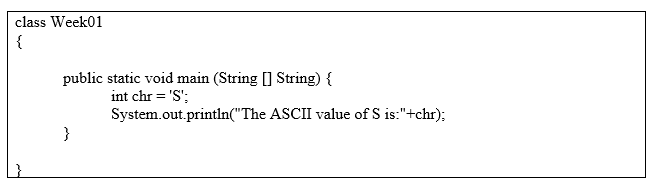 class Week01
{
public static void main (String [] String) {
int chr = 'S';
System.out.println("The ASCII value of S is:"+chr);
}
}